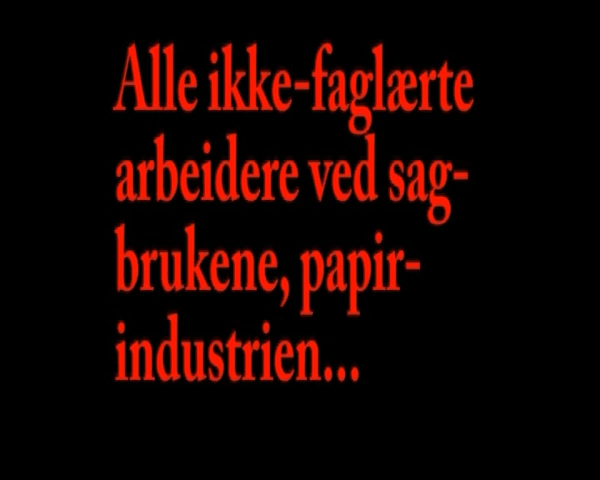 Alle ikke-faglærte
arbeidere ved sag-
brukene, papir-
industrien...